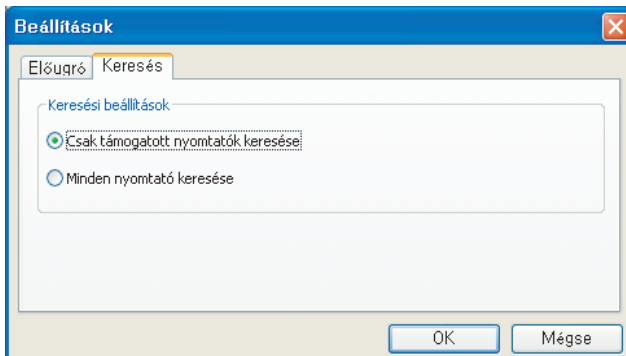 Beállítások
Előugró Keresés
Keresési beállítások
Csak támogatott nyomtatók keresése
Minden nyomtató keresése
OK Mégse